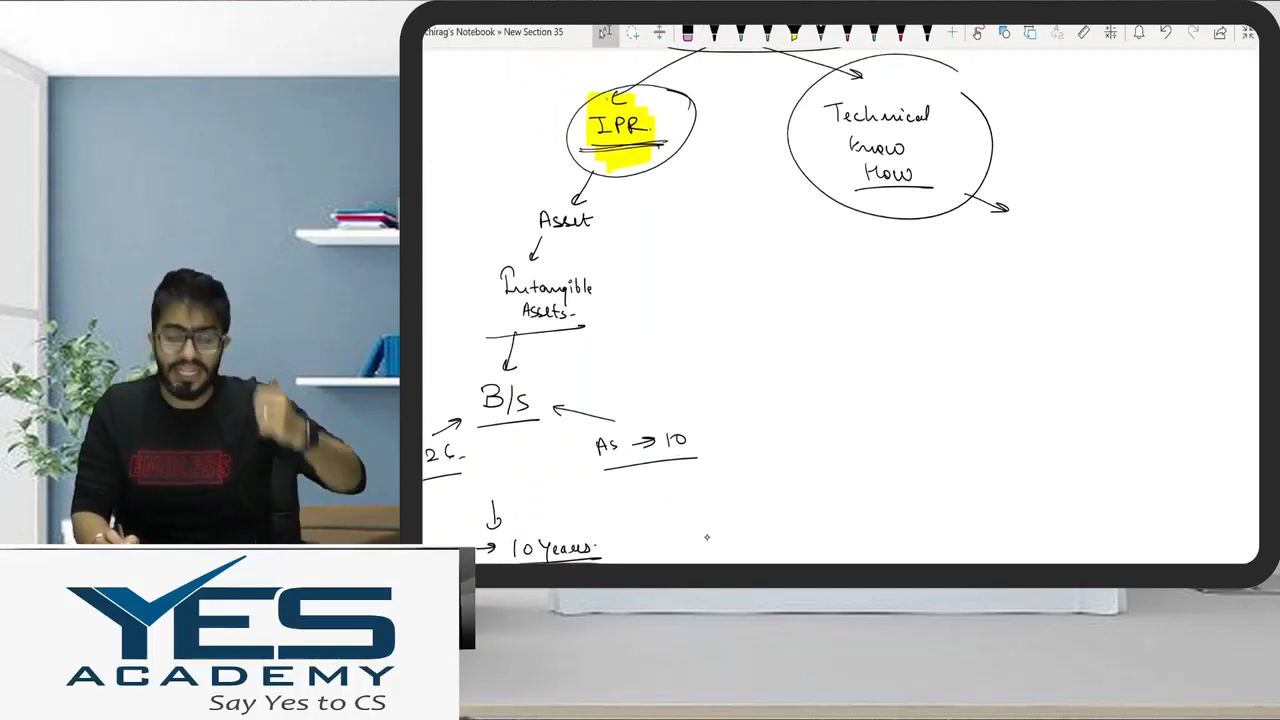 chirag's Notebook » New Section 35
IPR.
Technical
Know
How
Asset
Intangible
Assets-
B/s
26-
As → 10
→ 10 Years.
ENDLESS
YES
ACADEMY
Say Yes to CS